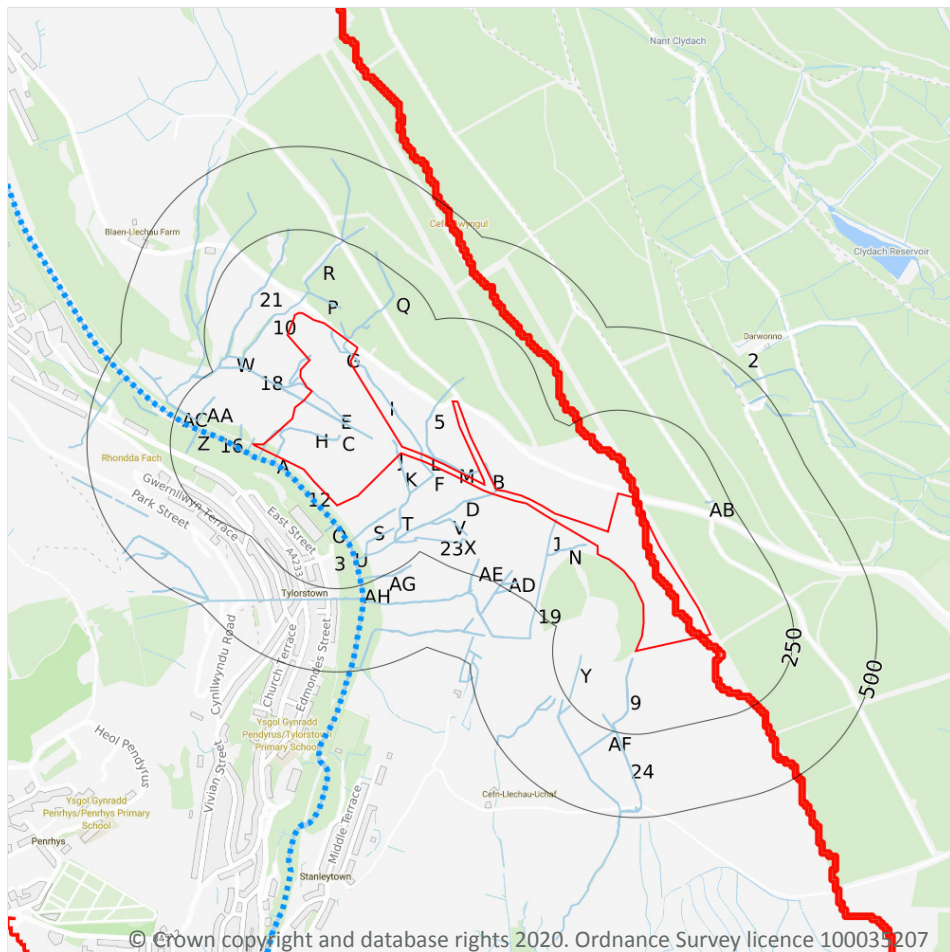 Nant Clydach
Cefn Gwyngul
Blaen-Llechau Farm
Clydach Reservoir
R
21
P
Q
10
Darwonno
2
W
G
18
I
AC
AA
E
5
Z
16
H
C
Rhondda Fach
A
J
L
K
F
M
B
Gwernllwyn Terrace
Park Street
12
East Street
A4233
D
AB
O
S
T
V
23
X
1
N
3
U
Tylorstown
AH
AG
AE
AD
19
Cynllwyndu Road
Church Terrace
Edmondes Street
250
500
Y
9
Ysgol Gynradd
Pendyrus/Tylorstown
Primary School
Heol Pendyrus
AF
24
Vivian Street
Middle Terrace
Cefn-Llechau-Uchaf
Ysgol Gynradd
Penrhys/Penrhys Primary
School
Penrhys
Stanleytown
© Crown copyright and database rights 2020. Ordnance Survey licence 100035207